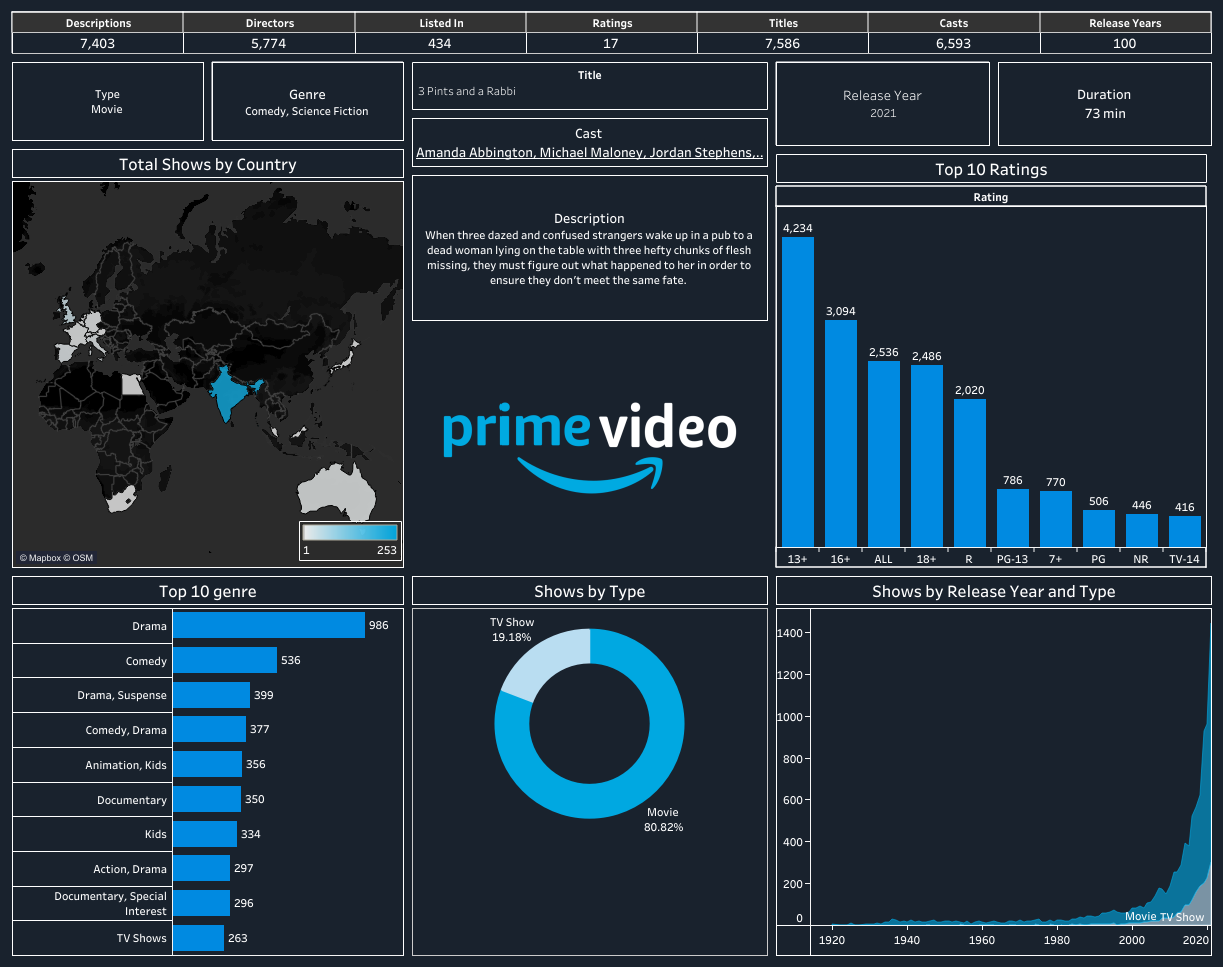 Descriptions Directors Listed In Ratings Titles Casts Release Years
7,403 5,774 434 17 7,586 6,593 100
Type
Movie
Genre
Comedy, Science Fiction
Title
3 Pints and a Rabbi
Cast
Amanda Abbington, Michael Maloney, Jordan Stephens,..
Release Year
2021
Duration
73 min
Total Shows by Country
© Mapbox © OSM
1 253
Description
When three dazed and confused strangers wake up in a pub to a
dead woman lying on the table with three hefty chunks of flesh
missing, they must figure out what happened to her in order to
ensure they don't meet the same fate.
prime video
Top 10 Ratings
Rating
4,234
3,094
2,536
2,486
2,020
786
770
506
446
416
13+ 16+ ALL 18+ R PG-13 7+ PG NR TV-14
Top 10 genre
Drama 986
Comedy 536
Drama, Suspense 399
Comedy, Drama 377
Animation, Kids 356
Documentary 350
Kids 334
Action, Drama 297
Documentary, Special
Interest 296
TV Shows 263
Shows by Type
TV Show
19.18%
Movie
80.82%
Shows by Release Year and Type
1400
1200
1000
800
600
400
200
0
Movie TV Show
1920 1940 1960 1980 2000 2020